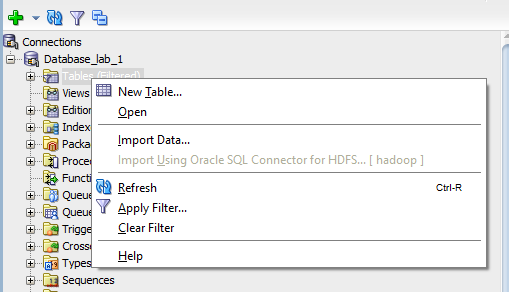 Connections
Database_lab_1
Tables (Filtered)
Views
New Table...
Edition
Open
Index
Import Data...
Packa
Import Using Oracle SQL Connector for HDFS... [ hadoop ]
Proced
Functi
Refresh Ctrl-R
Queue
Apply Filter...
Queue
Clear Filter
Trigge
Crosse
Types
Help
Sequences